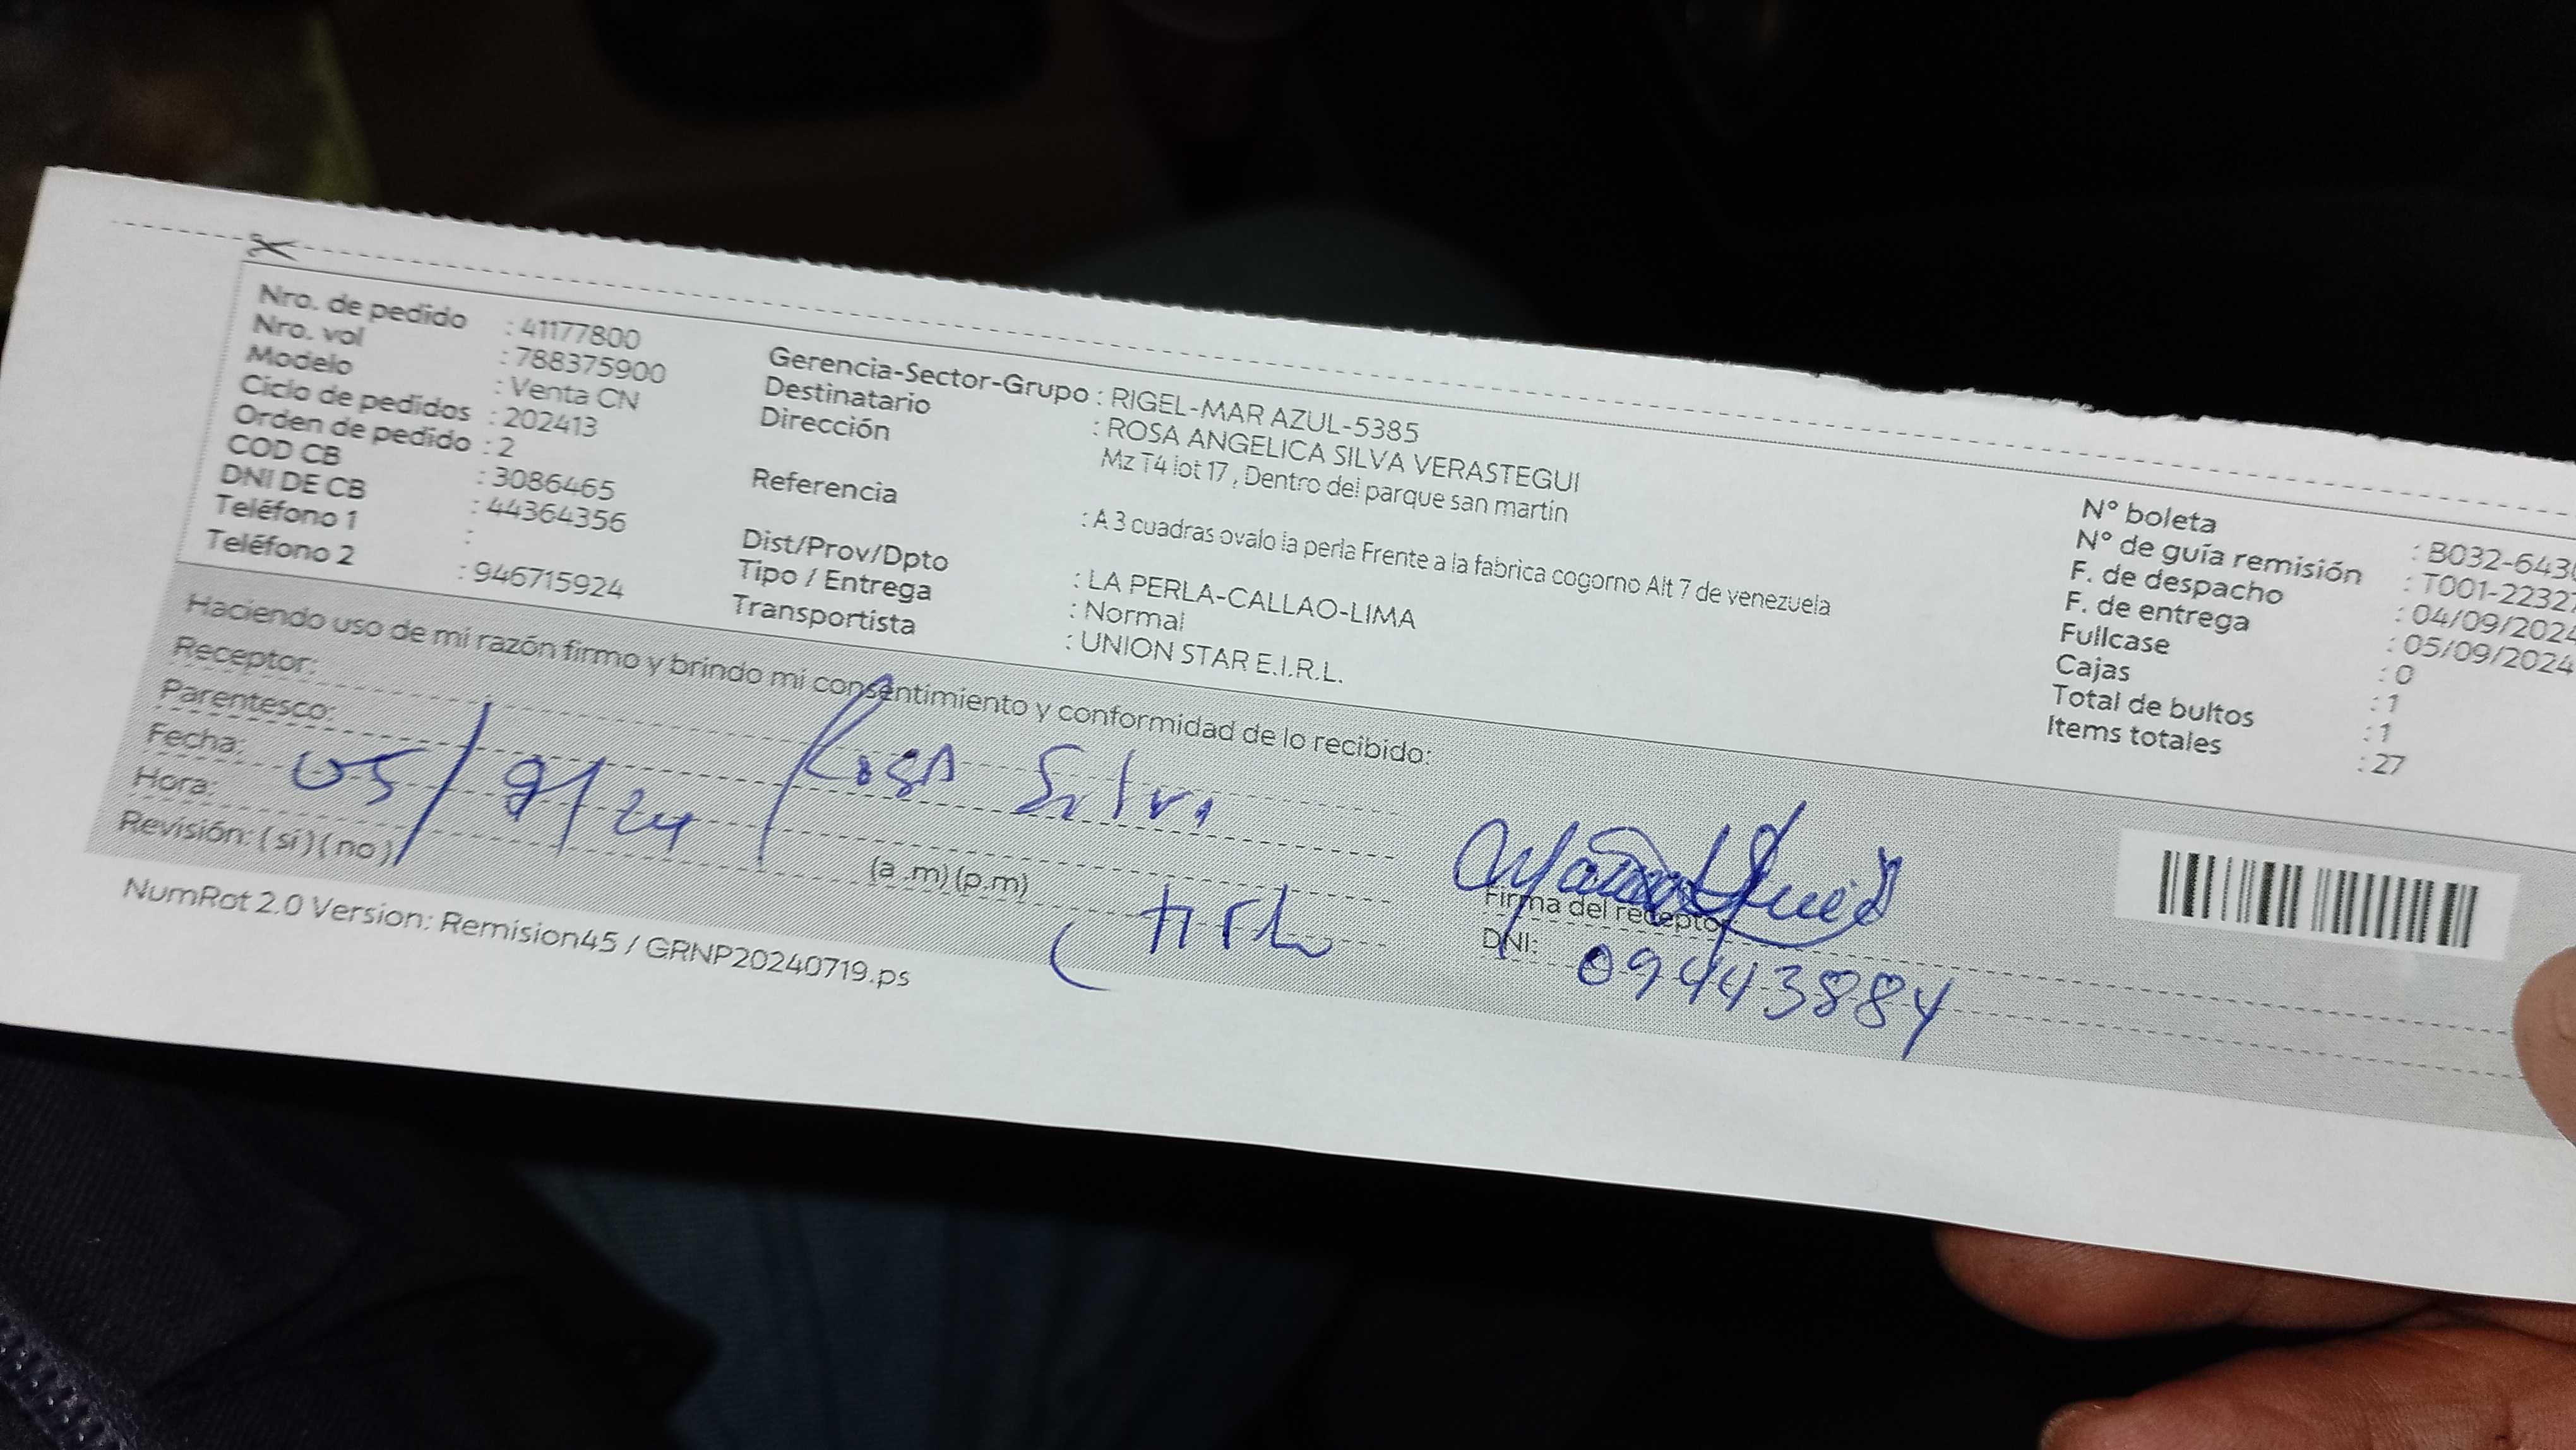 Nro. de pedido : 41177800
Nro. vol : 788375900
Modelo : Venta CN
Ciclo de pedidos : 202413
Orden de pedido : 2
COD CB : 3086465
DNI DE CB : 44364356
Teléfono 1 :
Teléfono 2 : 946715924
Gerencia-Sector-Grupo : RIGEL-MAR AZUL-5385
Destinatario : ROSA ANGELICA SILVA VERASTEGUI
Dirección Mz T4 lot 17 , Dentro del parque san martin
Referencia : A 3 cuadras ovalo la perla Frente a la fabrica cogorno Alt 7 de venezuela
Dist/Prov/Dpto : LA PERLA-CALLAO-LIMA
Tipo / Entrega : Normal
Transportista : UNION STAR E.I.R.L.
N° boleta : B032-643
N° de guía remisión : T001-2232
F. de despacho : 04/09/2024
F. de entrega : 05/09/2024
Fullcase : 0
Cajas : 1
Total de bultos : 1
Items totales : 27
Haciendo uso de mi razón firmo y brindo mi consentimiento y conformidad de lo recibido:
Receptor:
Parentesco: Rosa Silva
Fecha: 05/9/24
Hora: (a .m) (p.m)
Revisión: ( si ) ( no )
Firma del receptor
DNI: 09443884
NumRot 2.0 Version: Remision45 / GRNP20240719.ps